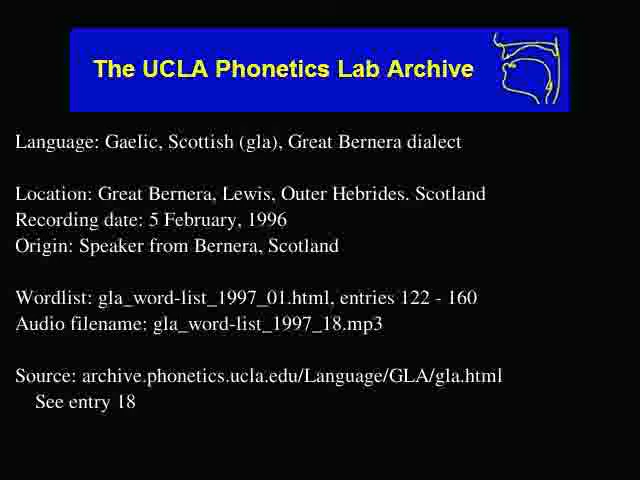 The UCLA Phonetics Lab Archive
Language: Gaelic, Scottish (gla), Great Bernera dialect
Location: Great Bernera, Lewis, Outer Hebrides. Scotland
Recording date: 5 February, 1996
Origin: Speaker from Bernera, Scotland
Wordlist: gla_word-list_1997_01.html, entries 122 - 160
Audio filename: gla_word-list_1997_18.mp3
Source: archive.phonetics.ucla.edu/Language/GLA/gla.html
See entry 18